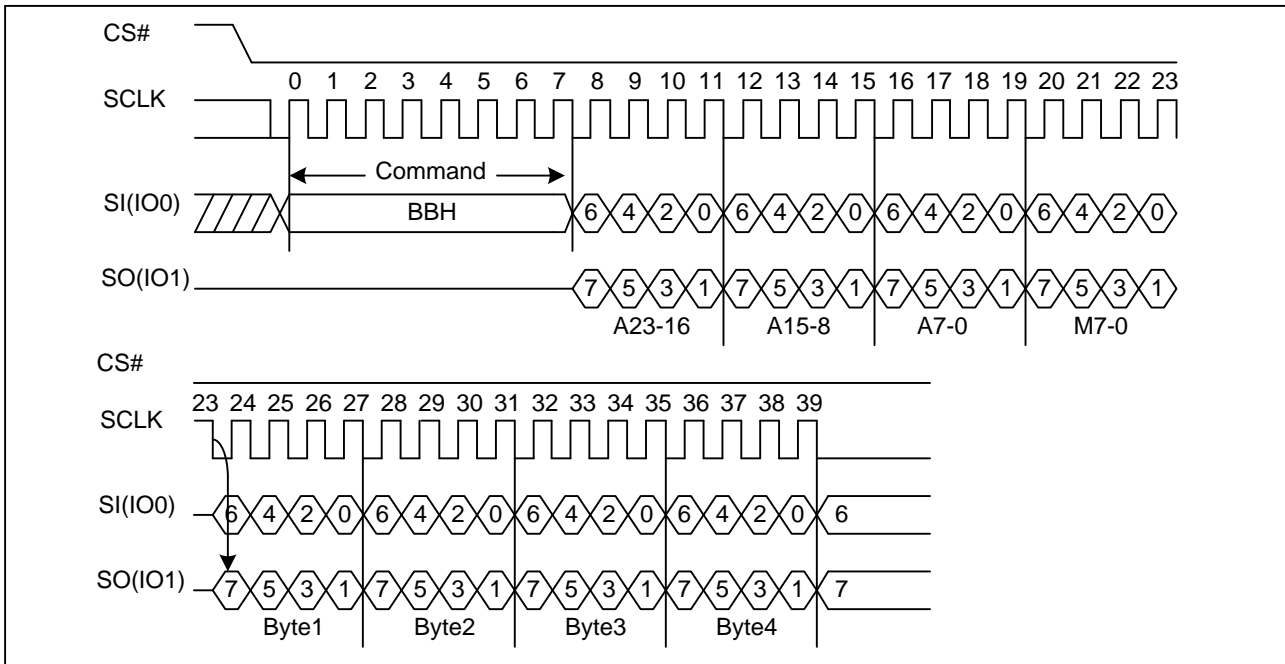 CS#
0 1 2 3 4 5 6 7 8 9 10 11 12 13 14 15 16 17 18 19 20 21 22 23
SCLK
Command
SI(IO0) BBH 6 4 2 0 6 4 2 0 6 4 2 0 6 4 2 0
SO(IO1) 7 5 3 1 7 5 3 1 7 5 3 1 7 5 3 1
A23-16 A15-8 A7-0 M7-0
CS#
23 24 25 26 27 28 29 30 31 32 33 34 35 36 37 38 39
SCLK
SI(IO0) 6 4 2 0 6 4 2 0 6 4 2 0 6 4 2 0 6
SO(IO1) 7 5 3 1 7 5 3 1 7 5 3 1 7 5 3 1 7
Byte1 Byte2 Byte3 Byte4